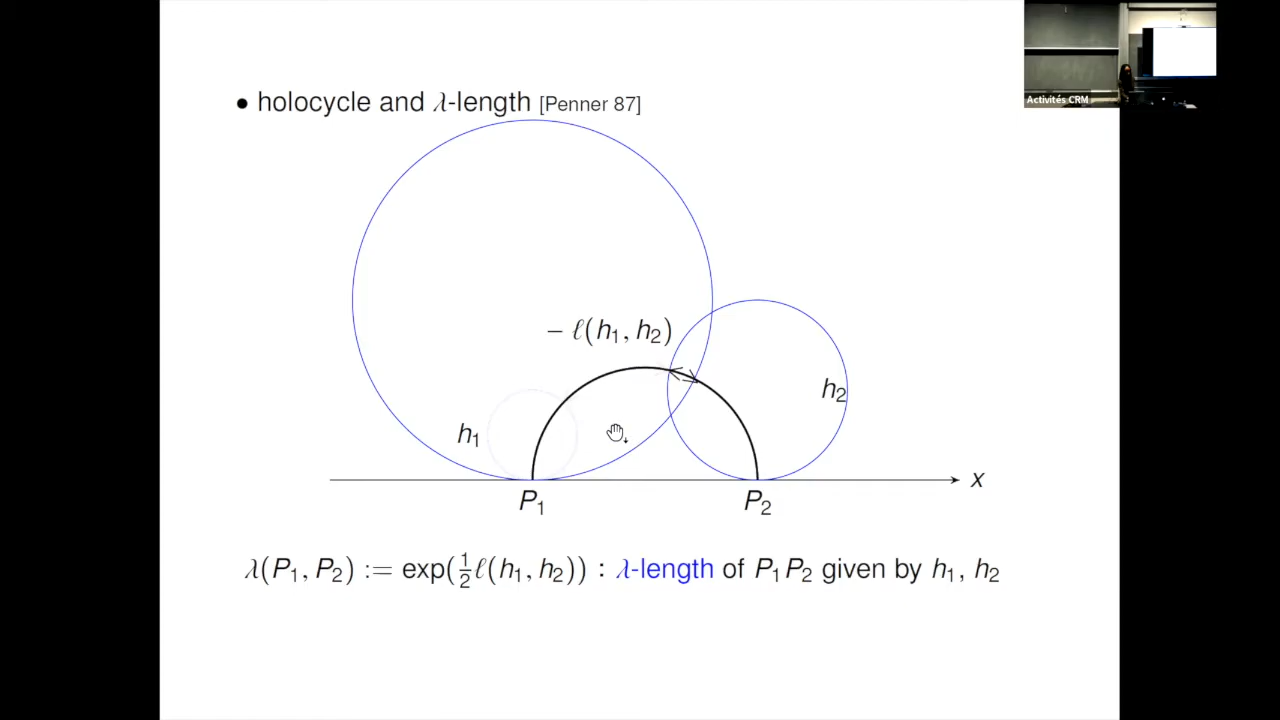 • holocycle and λ-length [Penner 87]
Activités CRM
− ℓ(h₁, h₂)
h₂
h₁
x
P₁
P₂
λ(P₁, P₂) := exp(½ℓ(h₁, h₂)) : λ-length of P₁P₂ given by h₁, h₂